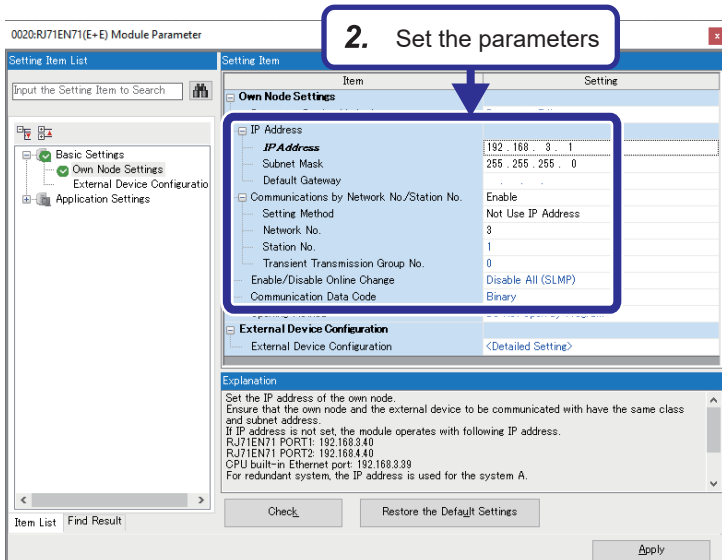 2. Set the parameters
0020:RJ71EN71(E+E) Module Parameter
x
Setting Item List
Input the Setting Item to Search
Basic Settings
Own Node Settings
External Device Configuratio
Application Settings
Item List
Find Result
Setting Item
Item Setting
Own Node Settings
IP Address
IP Address 192 . 168 . 3 . 1
Subnet Mask 255 . 255 . 255 . 0
Default Gateway . . .
Communications by Network No./Station No. Enable
Setting Method Not Use IP Address
Network No. 3
Station No. 1
Transient Transmission Group No. 0
Enable/Disable Online Change Disable All (SLMP)
Communication Data Code Binary
External Device Configuration
External Device Configuration <Detailed Setting>
Explanation
Set the IP address of the own node.
Ensure that the own node and the external device to be communicated with have the same class
and subnet address.
If IP address is not set, the module operates with following IP address.
RJ71EN71 PORT1: 192.168.3.40
RJ71EN71 PORT2: 192.168.4.40
CPU built-in Ethernet port: 192.168.3.39
For redundant system, the IP address is used for the system A.
Check
Restore the Default Settings
Apply